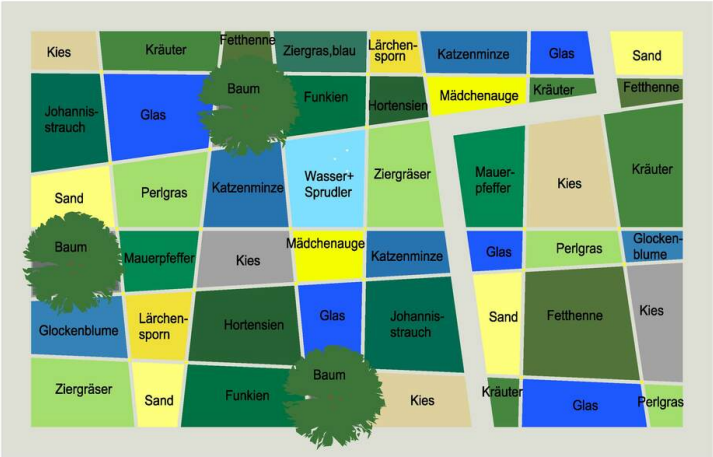 Kies
Kräuter
Fetthenne
Ziergras,blau
Lärchen-
sporn
Katzenminze
Glas
Sand
Johannis-
strauch
Glas
Baum
Funkien
Hortensien
Mädchenauge
Kräuter
Fetthenne
Sand
Perlgras
Katzenminze
Wasser+
Sprudler
Ziergräser
Mauer-
pfeffer
Kies
Kräuter
Baum
Mauerpfeffer
Kies
Mädchenauge
Katzenminze
Glas
Perlgras
Glocken-
blume
Glockenblume
Lärchen-
sporn
Hortensien
Glas
Johannis-
strauch
Sand
Fetthenne
Kies
Ziergräser
Sand
Funkien
Baum
Kies
Kräuter
Glas
Perlgras